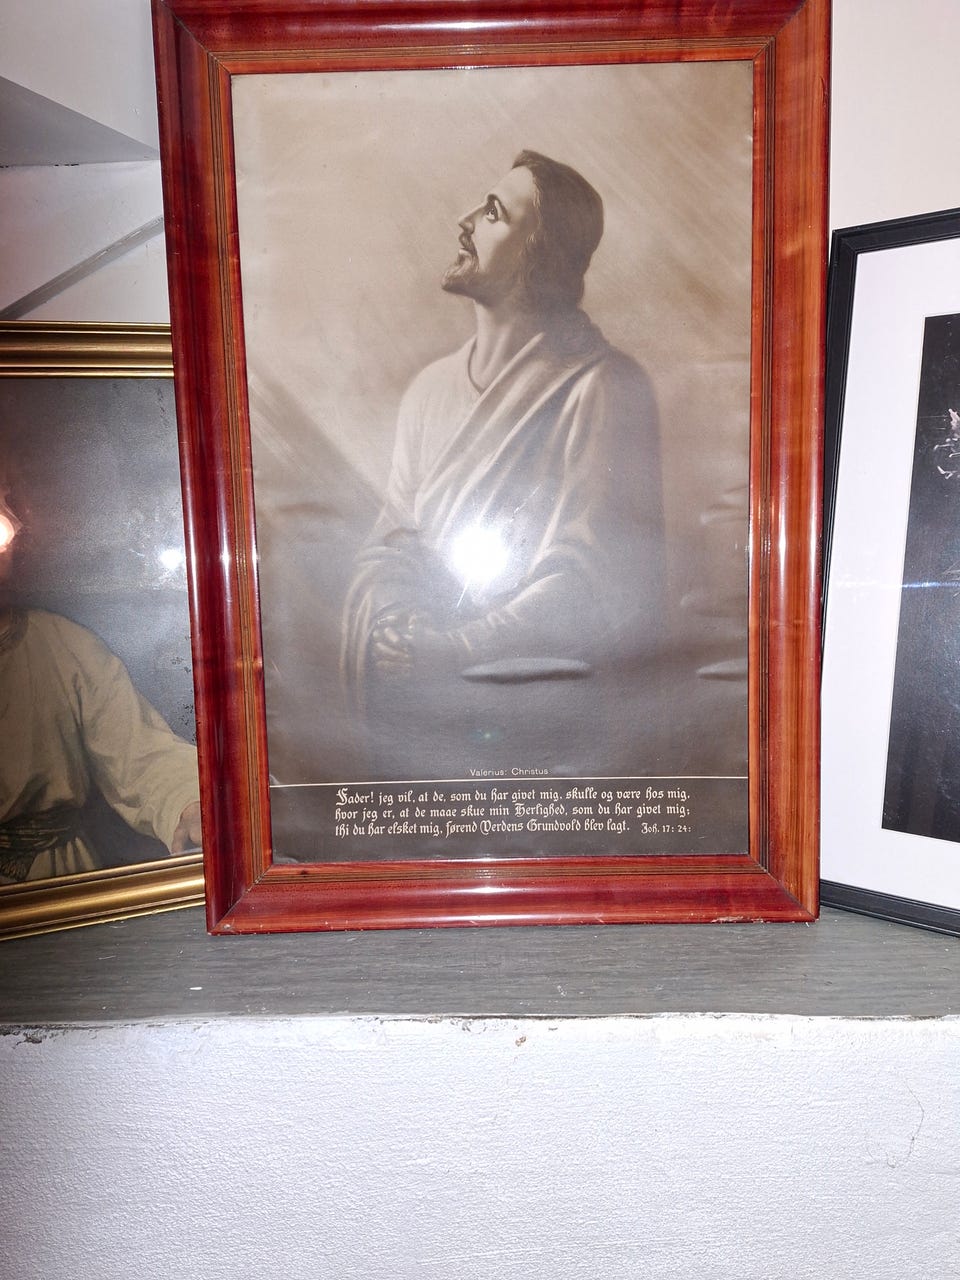 Valerius: Christus
Fader! jeg vil, at de, som du har givet mig, skulle og være hos mig,
hvor jeg er, at de maae skue min Herlighed, som du har givet mig;
thi du har elsket mig, førend Verdens Grundvold blev lagt. Joh. 17: 24: